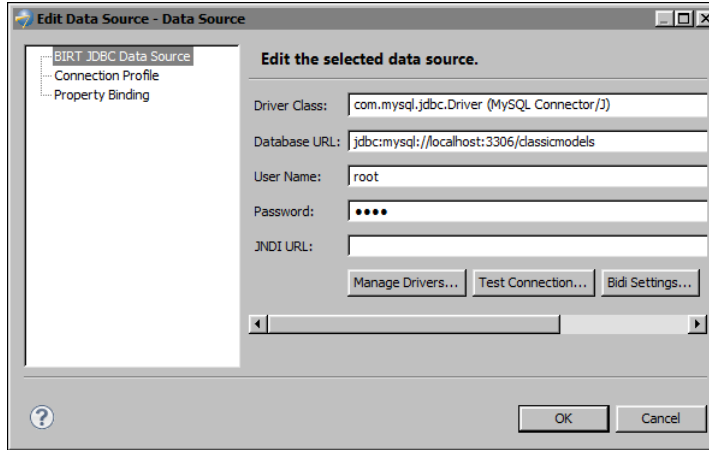 Edit Data Source - Data Source
BIRT JDBC Data Source
Connection Profile
Property Binding
Edit the selected data source.
Driver Class: com.mysql.jdbc.Driver (MySQL Connector/J)
Database URL: jdbc:mysql://localhost:3306/classicmodels
User Name: root
Password: ••••
JNDI URL:
Manage Drivers... Test Connection... Bidi Settings...
?
OK Cancel